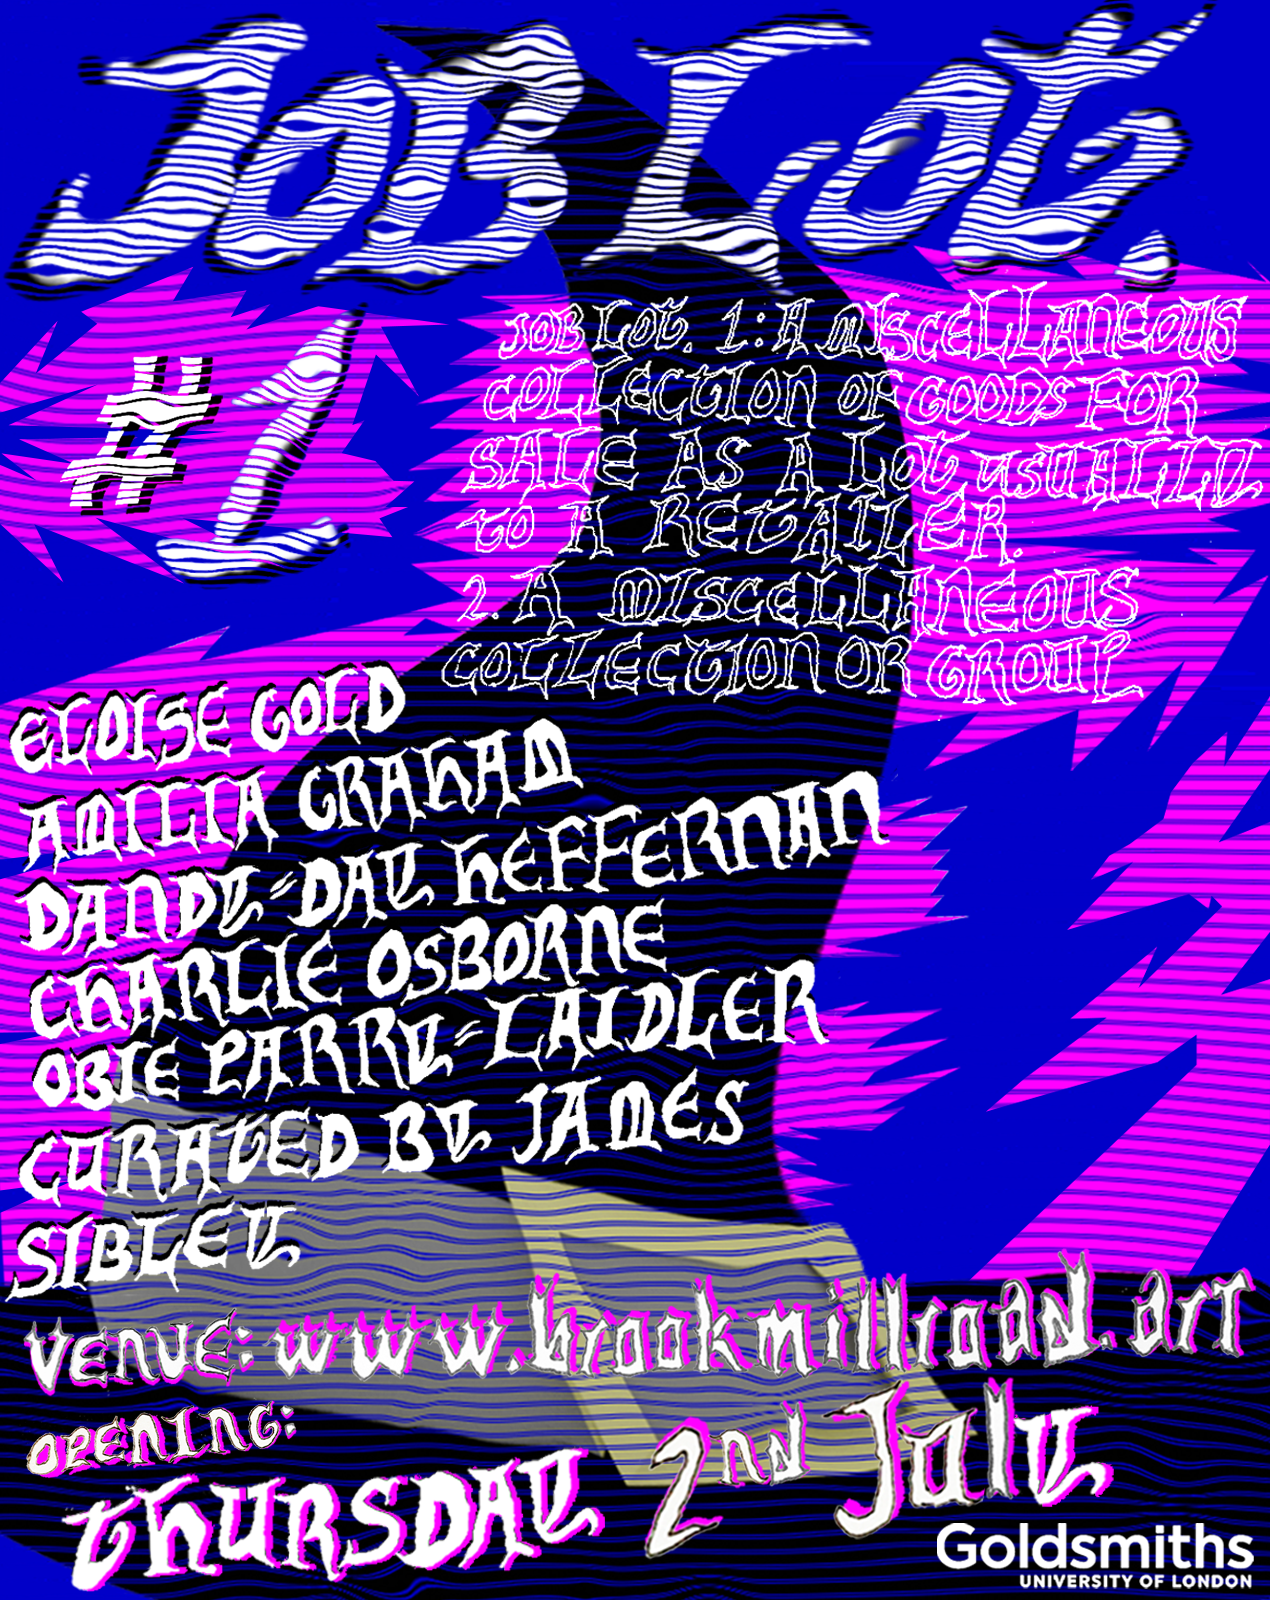 JOB LOT,
#1
JOB LOT. 1: A MISCELLANEOUS
COLLECTION OF GOODS FOR
SALE AS A LOT USUALLY
TO A RETAILER.
2. A MISCELLANEOUS
COLLECTION OR GROUP
ELOISE GOLD
AMILIA GRAHAM
DANDY-DAY HEFFERNAN
CHARLIE OSBORNE
OBIE PARRY-LAIDLER
CURATED BY JAMES
SIBLEY
VENUE: www.brookmillroad.art
OPENING:
THURSDAY 2nd July
Goldsmiths
UNIVERSITY OF LONDON